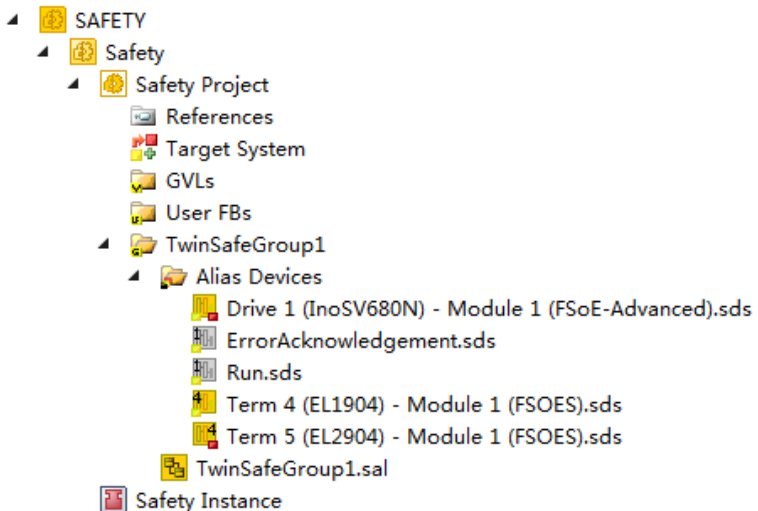 SAFETY
Safety
Safety Project
References
Target System
GVLs
User FBs
TwinSafeGroup1
Alias Devices
Drive 1 (InoSV680N) - Module 1 (FSoE-Advanced).sds
ErrorAcknowledgement.sds
Run.sds
Term 4 (EL1904) - Module 1 (FSOES).sds
Term 5 (EL2904) - Module 1 (FSOES).sds
TwinSafeGroup1.sal
Safety Instance